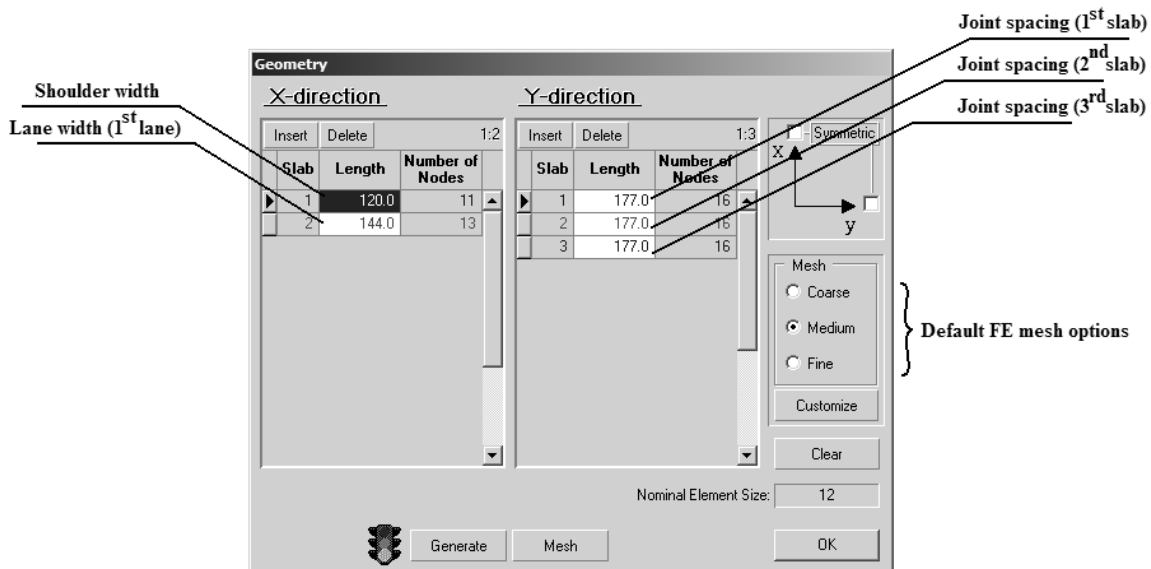 Joint spacing (1st slab)
Geometry
Joint spacing (2nd slab)
X-direction
Y-direction
Shoulder width
Joint spacing (3rd slab)
Lane width (1st lane)
Insert Delete 1:2
Insert Delete 1:3
Symmetric
Slab Length Number of Nodes
Slab Length Number of Nodes
X
1 120.0 11
1 177.0 16
2 144.0 13
2 177.0 16
y
3 177.0 16
Mesh
Coarse
Medium
Default FE mesh options
Fine
Customize
Clear
Nominal Element Size: 12
Generate Mesh OK